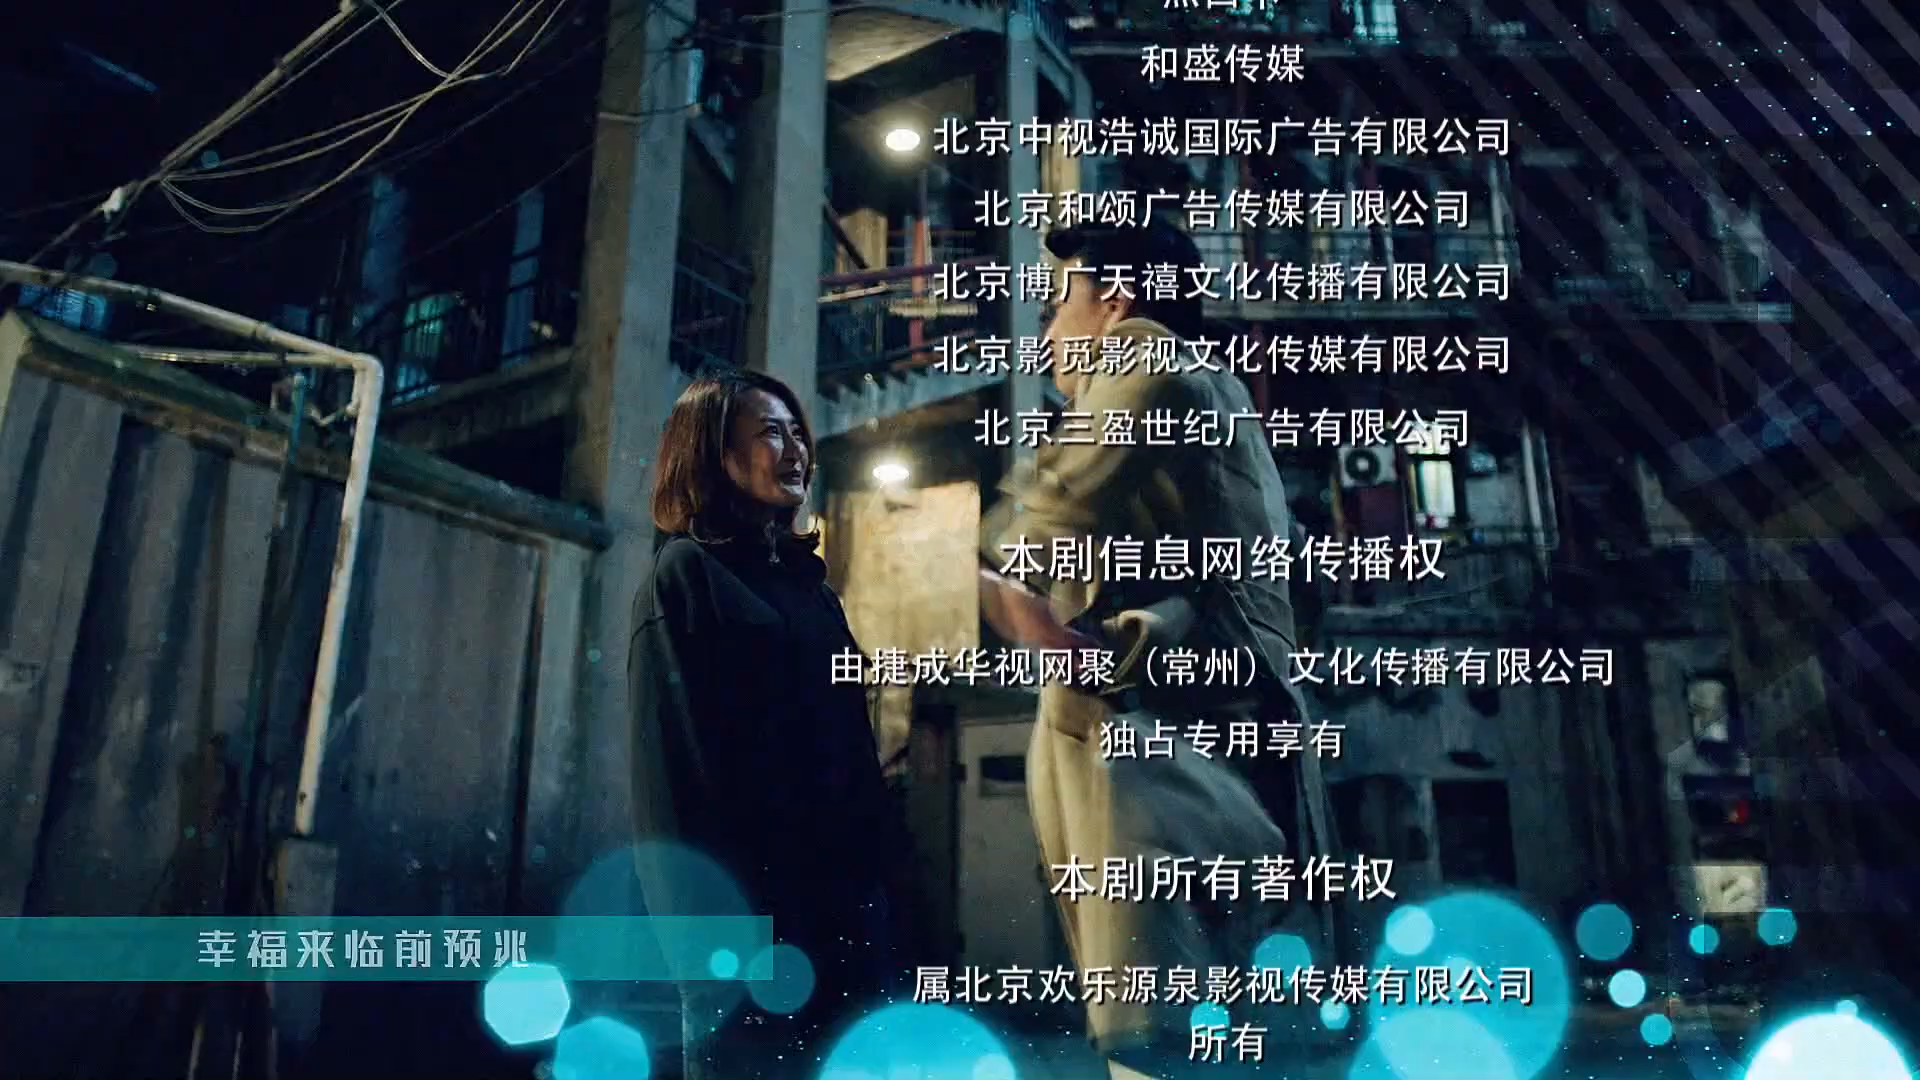 和盛传媒
北京中视浩诚国际广告有限公司
北京和颂广告传媒有限公司
北京博广天禧文化传播有限公司
北京影觅影视文化传媒有限公司
北京三盈世纪广告有限公司
本剧信息网络传播权
由捷成华视网聚（常州）文化传播有限公司
独占专用享有
本剧所有著作权
属北京欢乐源泉影视传媒有限公司
所有
幸福来临前预兆